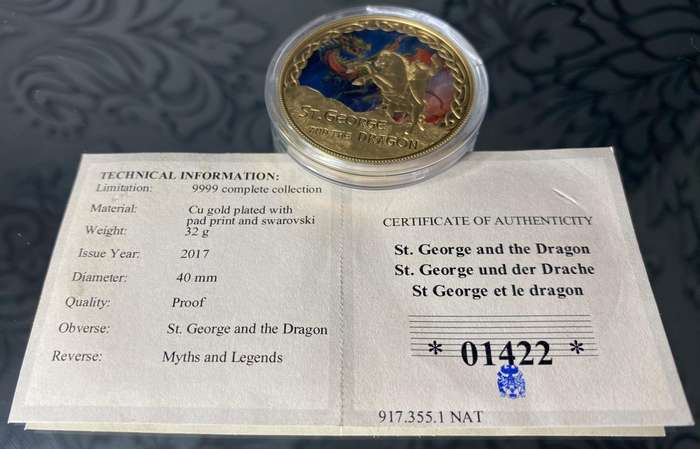 ST. GEORGE
AND THE DRAGON
TECHNICAL INFORMATION:
Limitation: 9999 complete collection
Material: Cu gold plated with
pad print and swarovski
Weight: 32 g
Issue Year: 2017
Diameter: 40 mm
Quality: Proof
Obverse: St. George and the Dragon
Reverse: Myths and Legends
CERTIFICATE OF AUTHENTICITY
St. George and the Dragon
St. George und der Drache
St George et le dragon
* 01422 *
917.355.1 NAT